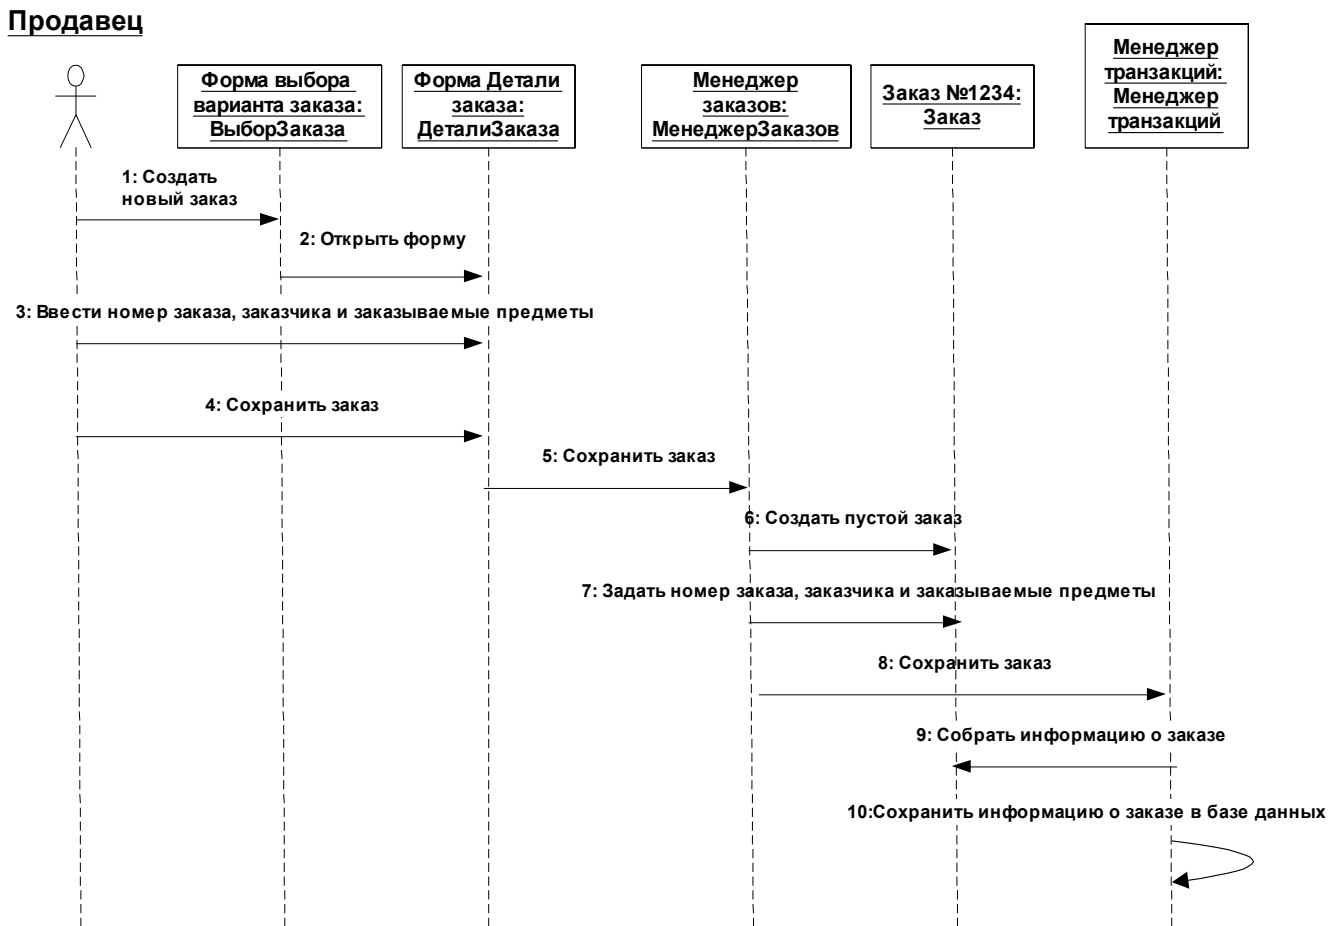 Продавец
Форма выбора
варианта заказа:
ВыборЗаказа
Форма Детали
заказа:
ДеталиЗаказа
Менеджер
заказов:
МенеджерЗаказов
Заказ №1234:
Заказ
Менеджер
транзакций:
Менеджер
транзакций
1: Создать
новый заказ
2: Открыть форму
3: Ввести номер заказа, заказчика и заказываемые предметы
4: Сохранить заказ
5: Сохранить заказ
6: Создать пустой заказ
7: Задать номер заказа, заказчика и заказываемые предметы
8: Сохранить заказ
9: Собрать информацию о заказе
10:Сохранить информацию о заказе в базе данных